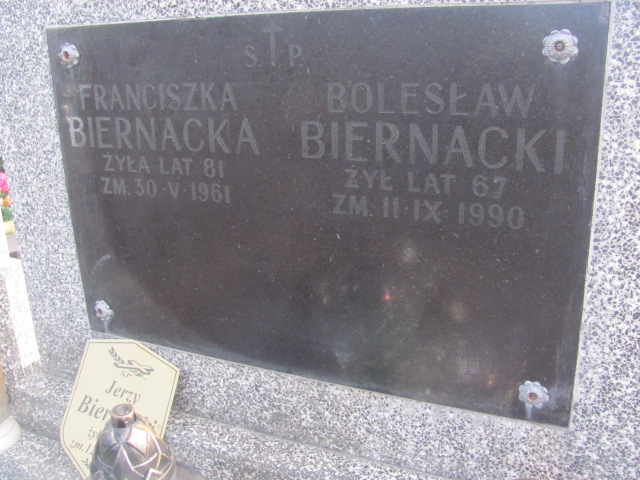 S P
FRANCISZKA
BIERNACKA
ŻYŁA LAT 81
ZM. 30·V·1961
BOLESŁAW
BIERNACKI
ŻYŁ LAT 67
ZM. 11·IX·1990
Ś.P.
Jerzy